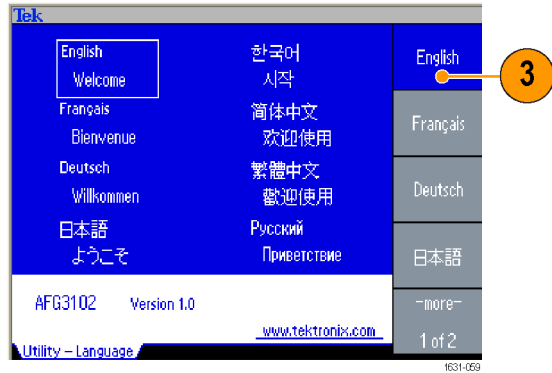 Tek
English
Welcome
Français
Bienvenue
Deutsch
Willkommen
日本語
ようこそ
한국어
시작
简体中文
欢迎使用
繁體中文
歡迎使用
Русский
Приветствие
AFG3102 Version 1.0
www.tektronix.com
Utility – Language
English
Français
Deutsch
日本語
-more-
1 of 2
3
1631-059